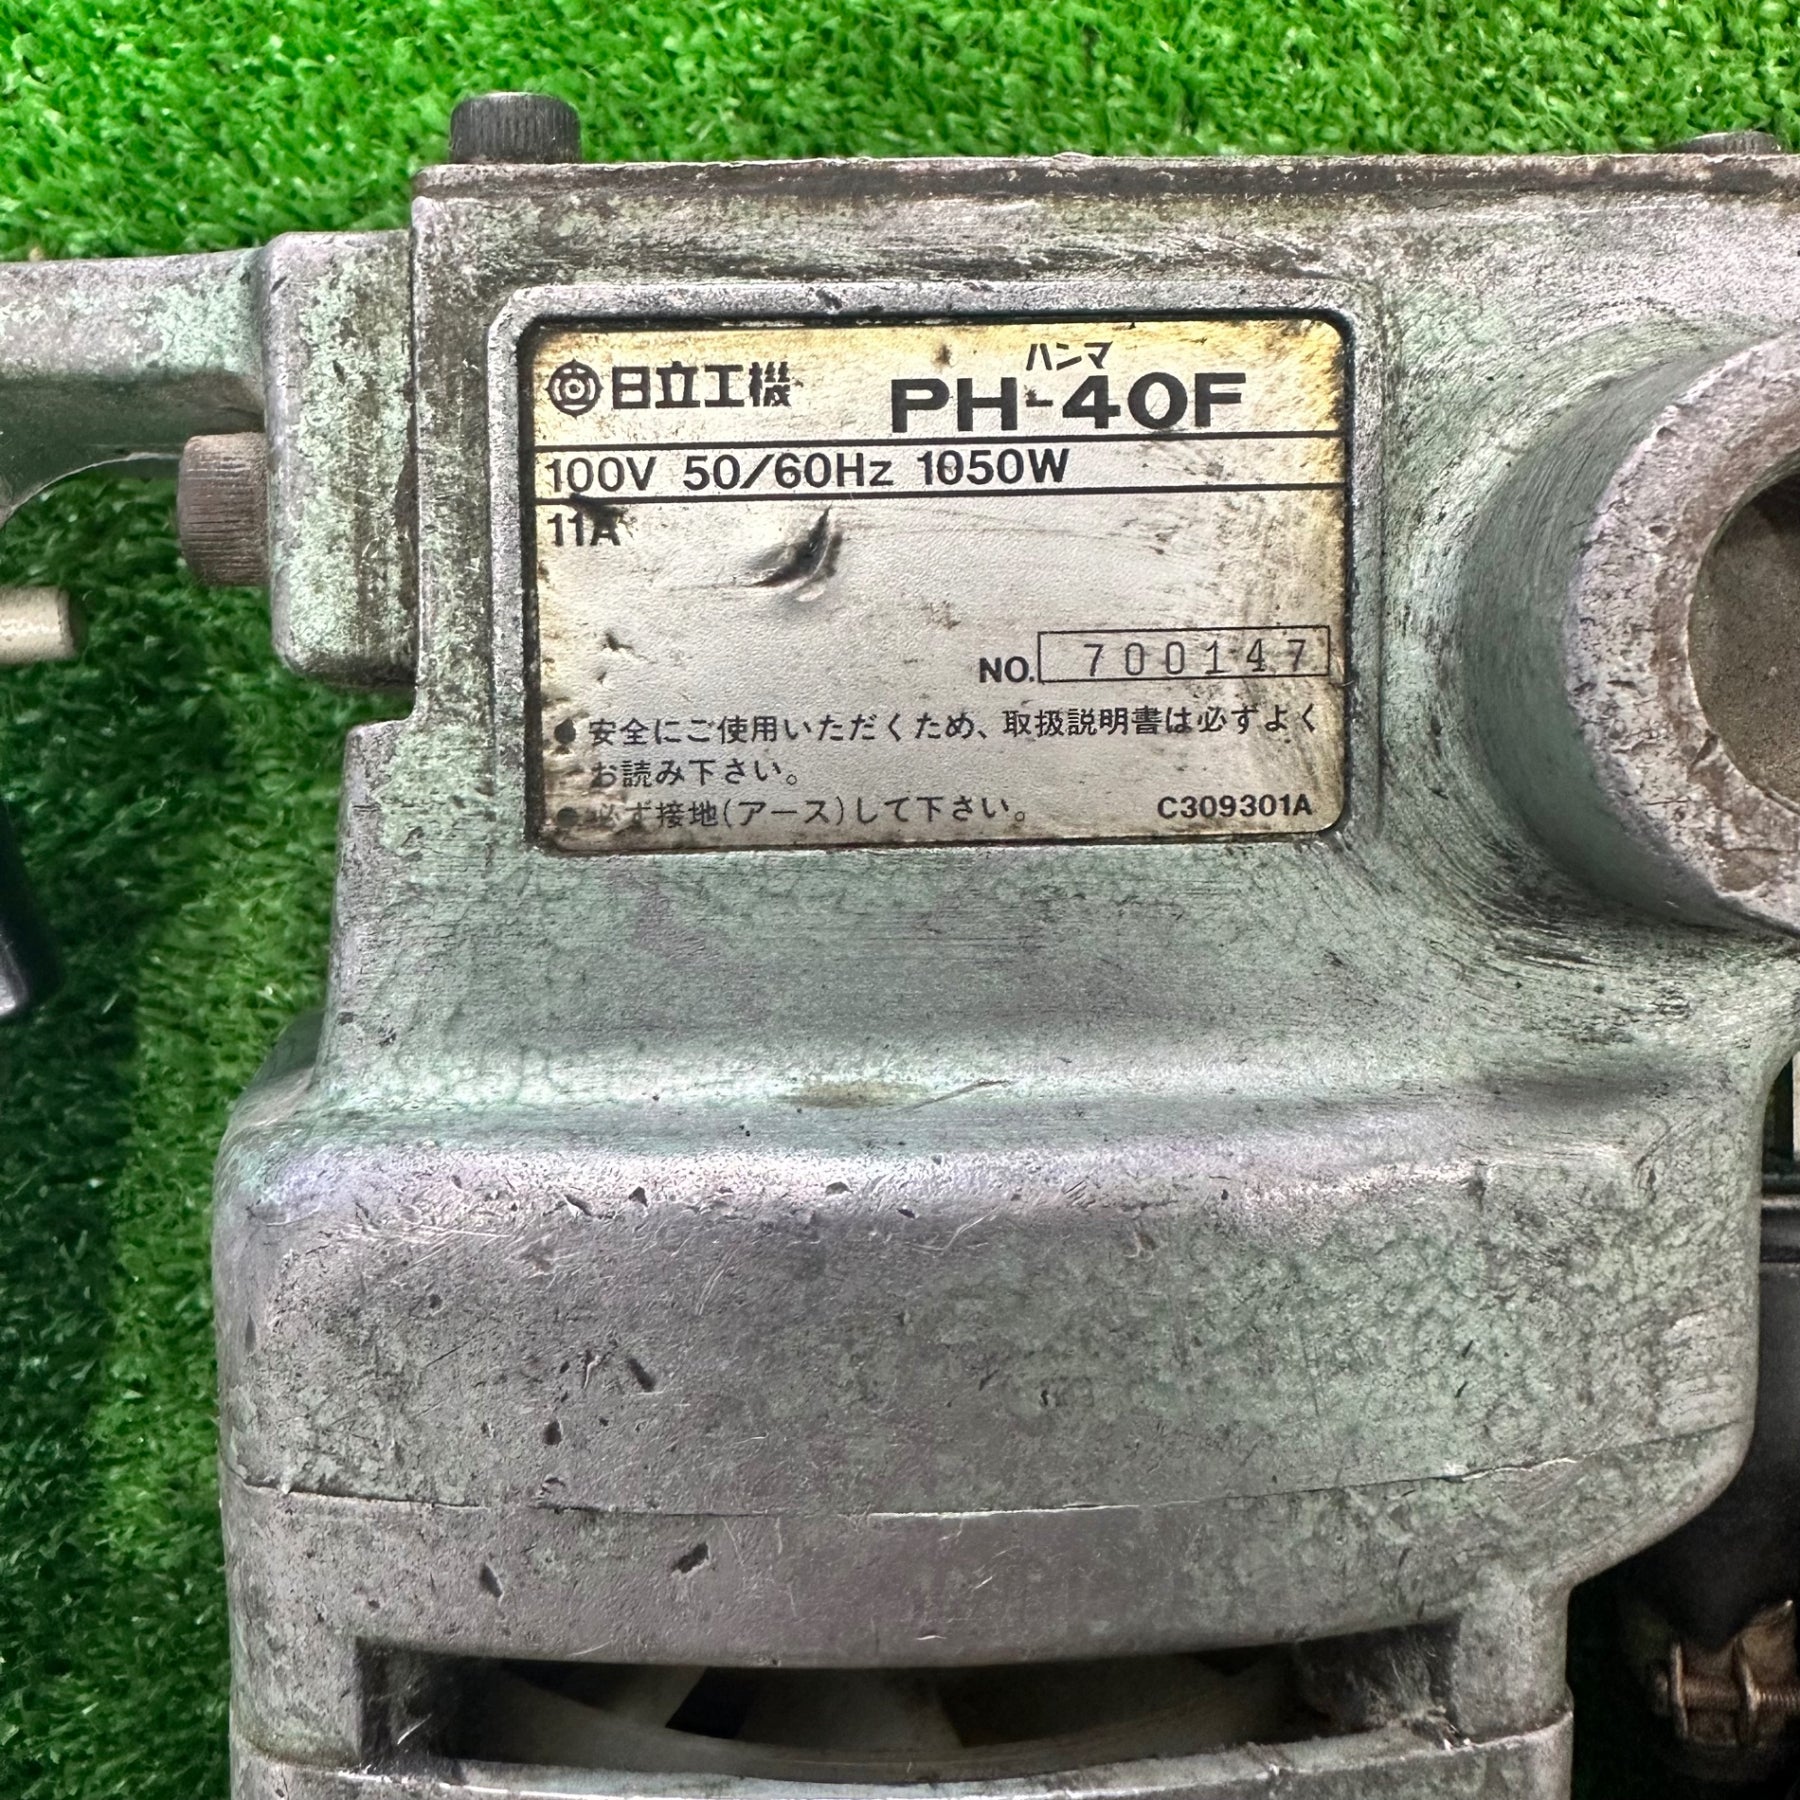 日立工機 ハンマ PH-40F
100V 50/60Hz 1050W
11A
NO. 700147
● 安全にご使用いただくため、取扱説明書は必ずよく
お読み下さい。
● 必ず接地(アース)して下さい。 C309301A